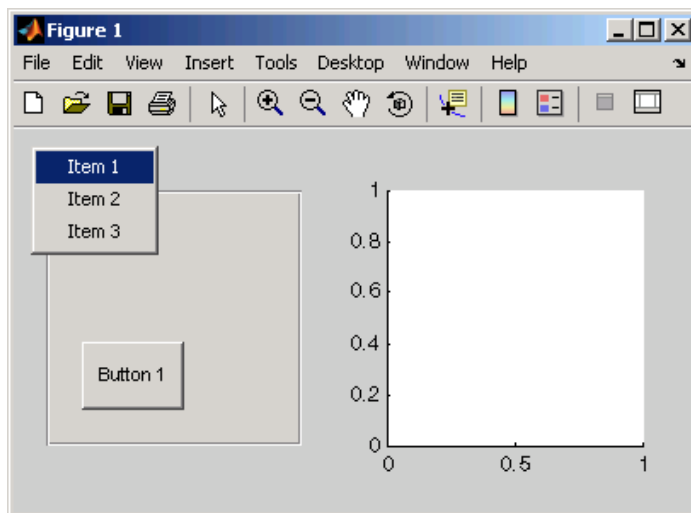 Figure 1
File Edit View Insert Tools Desktop Window Help
Item 1
Item 2
Item 3
Button 1
1
0.8
0.6
0.4
0.2
0
0 0.5 1